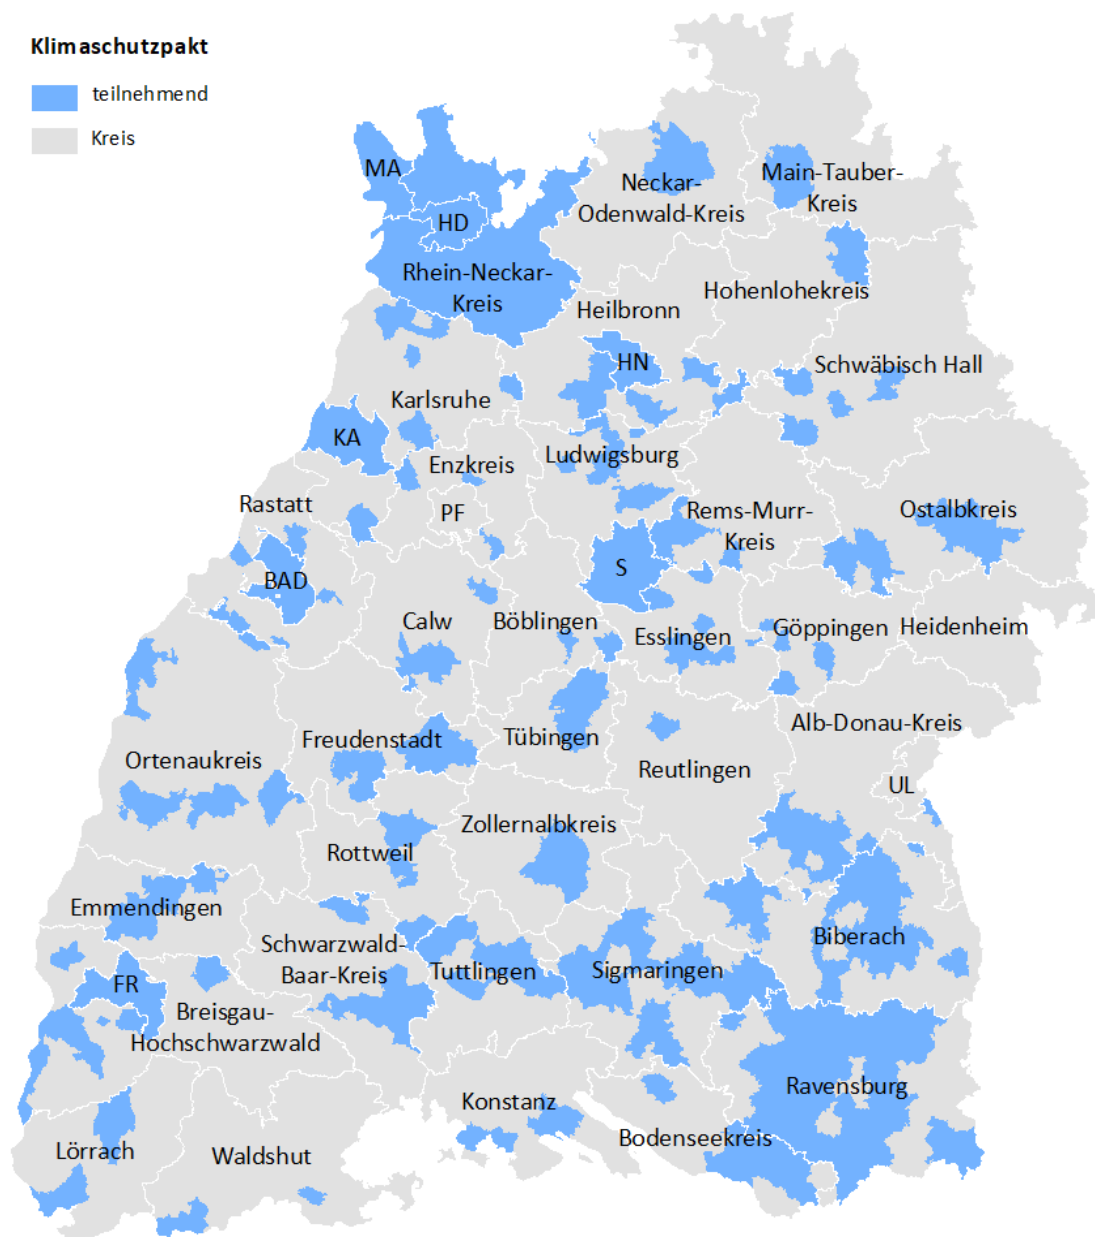 Klimaschutzpakt
teilnehmend
Kreis
MA
Neckar-
Odenwald-Kreis
Main-Tauber-
Kreis
HD
Rhein-Neckar-
Kreis
Hohenlohekreis
Heilbronn
HN
Schwäbisch Hall
Karlsruhe
KA
Enzkreis
Ludwigsburg
Rastatt
PF
Rems-Murr-
Kreis
Ostalbkreis
BAD
S
Calw
Böblingen
Esslingen
Göppingen
Heidenheim
Freudenstadt
Tübingen
Alb-Donau-Kreis
Ortenaukreis
Reutlingen
UL
Zollernalbkreis
Rottweil
Emmendingen
Schwarzwald-
Baar-Kreis
Tuttlingen
Sigmaringen
Biberach
FR
Breisgau-
Hochschwarzwald
Ravensburg
Konstanz
Bodenseekreis
Lörrach
Waldshut